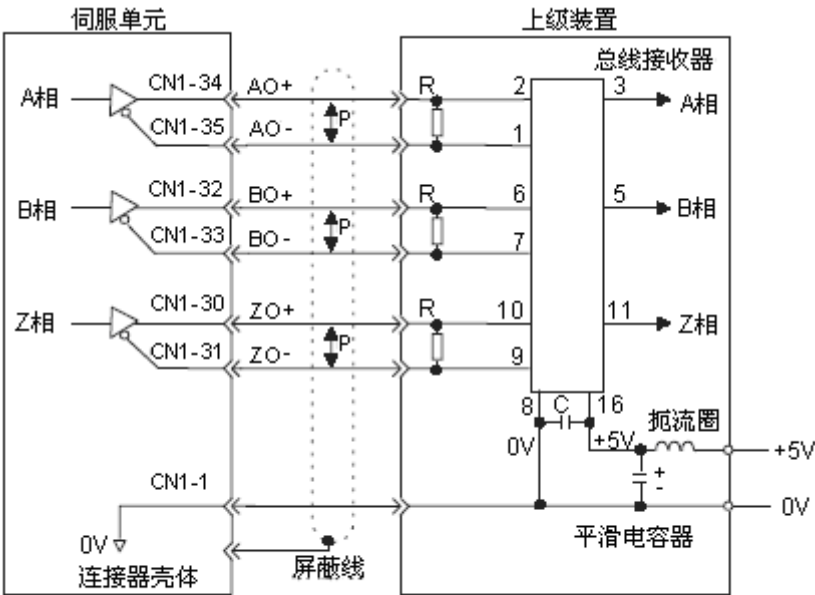 伺服单元
上级装置
总线接收器
A相
CN1-34
AO+
P
R
2
3
A相
CN1-35
AO-
1
B相
CN1-32
BO+
P
R
6
5
B相
CN1-33
BO-
7
Z相
CN1-30
ZO+
P
R
10
11
Z相
CN1-31
ZO-
9
8
C
16
扼流圈
0V
+5V
+5V
+
-
CN1-1
0V
0V
平滑电容器
连接器壳体
屏蔽线